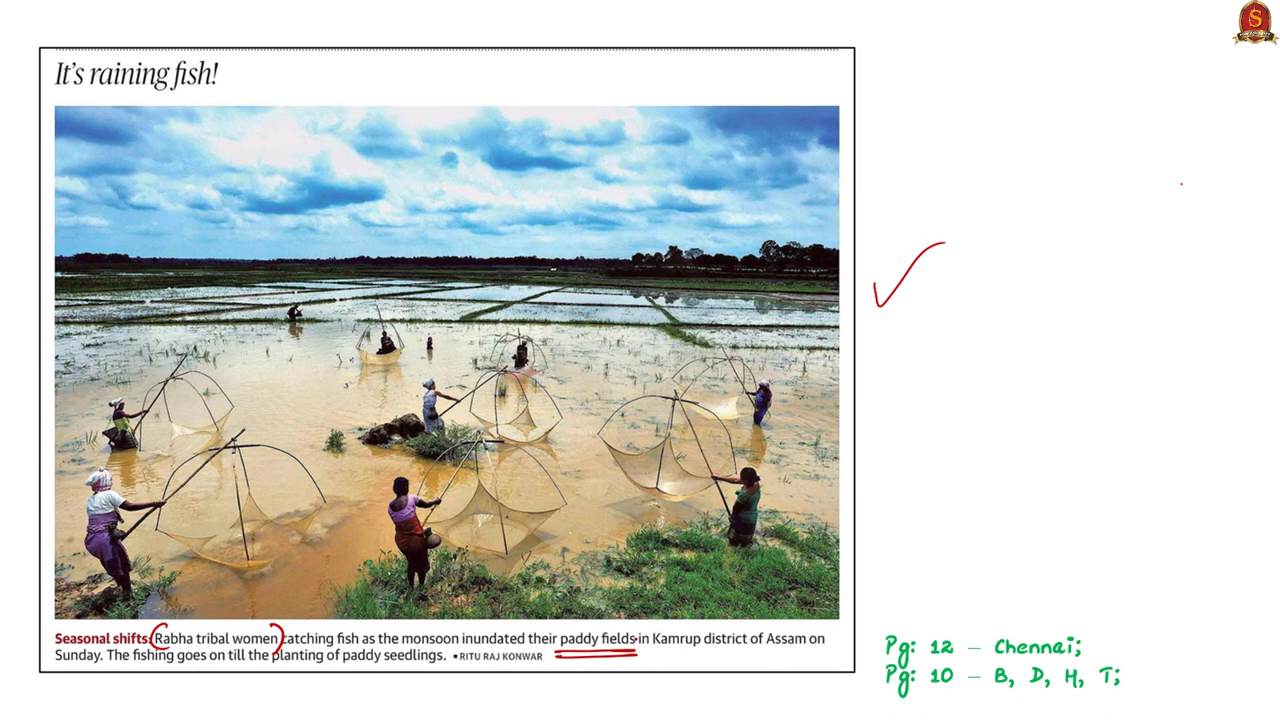 It's raining fish!
Seasonal shifts: Rabha tribal women catching fish as the monsoon inundated their paddy fields in Kamrup district of Assam on
Sunday. The fishing goes on till the planting of paddy seedlings. ▪ RITU RAJ KONWAR
Pg: 12 – Chennai;
Pg: 10 – B, D, H, T;
S